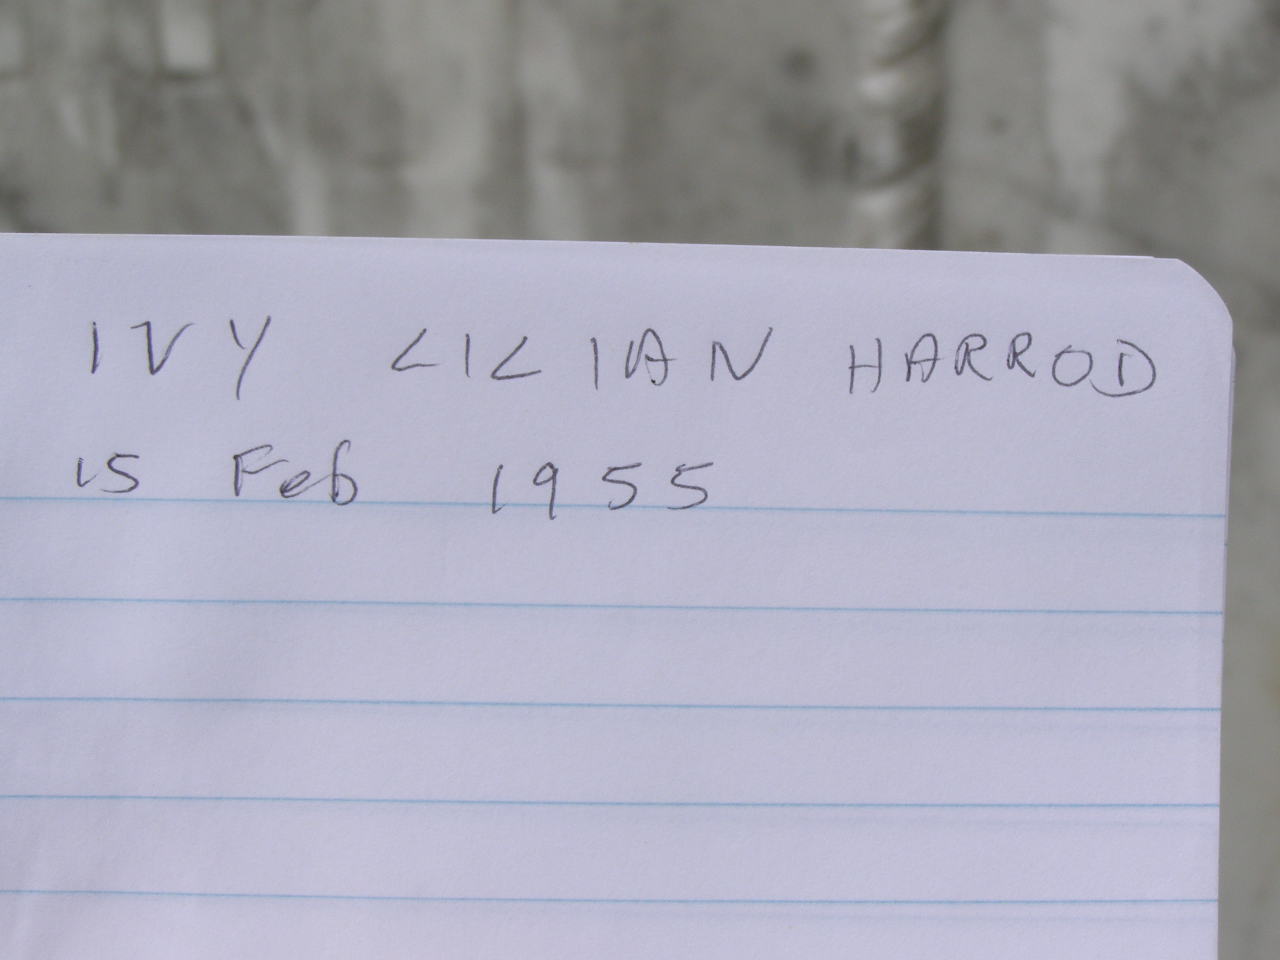 IVY LILIAN HARROD
15 Feb 1955